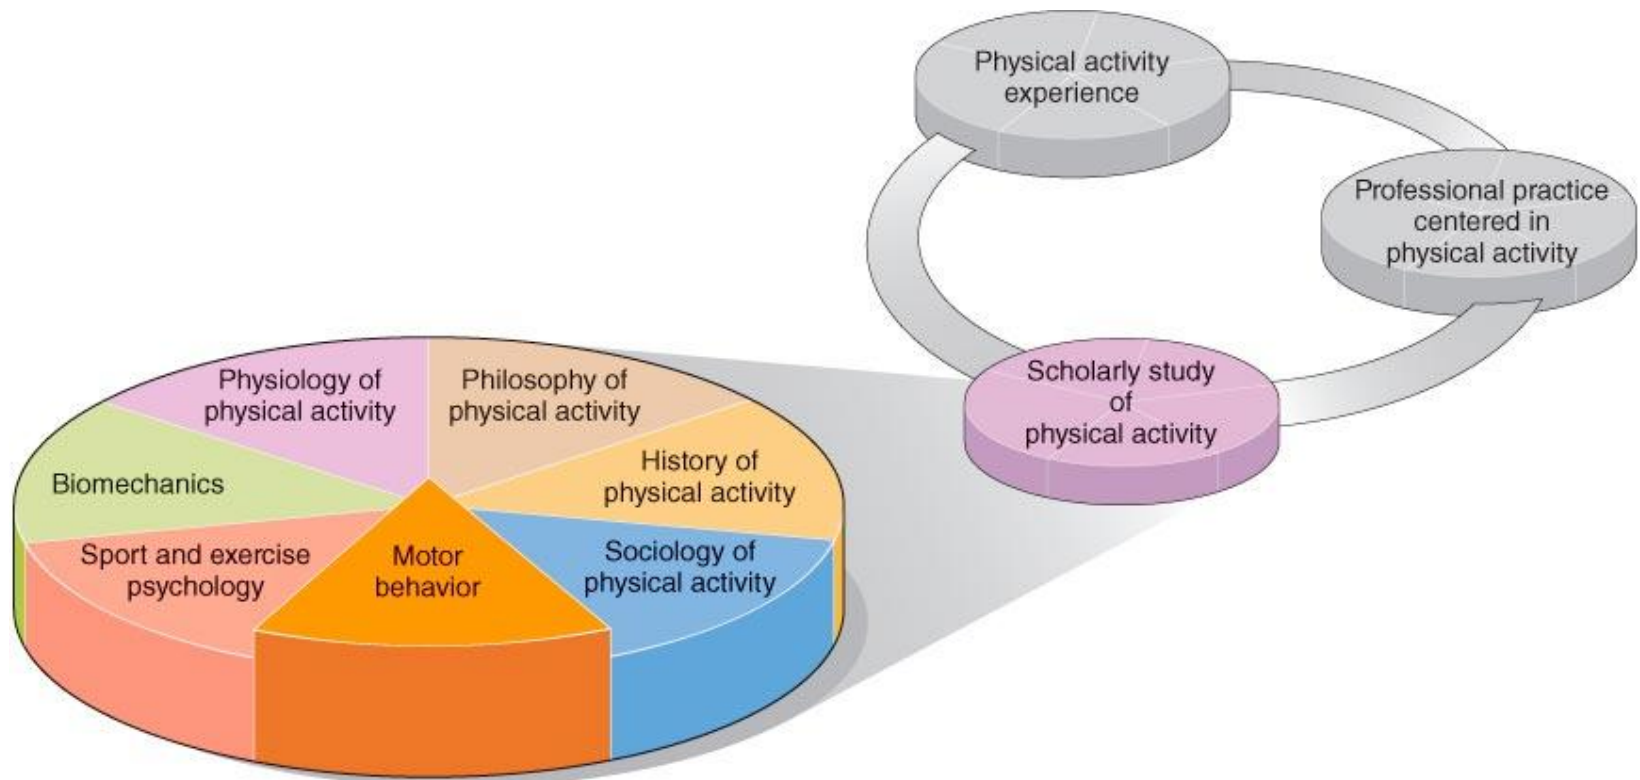 Physical activity
experience
Professional practice
centered in
physical activity
Scholarly study
of
physical activity
Physiology of
physical activity
Philosophy of
physical activity
Biomechanics
History of
physical activity
Sport and exercise
psychology
Motor
behavior
Sociology of
physical activity